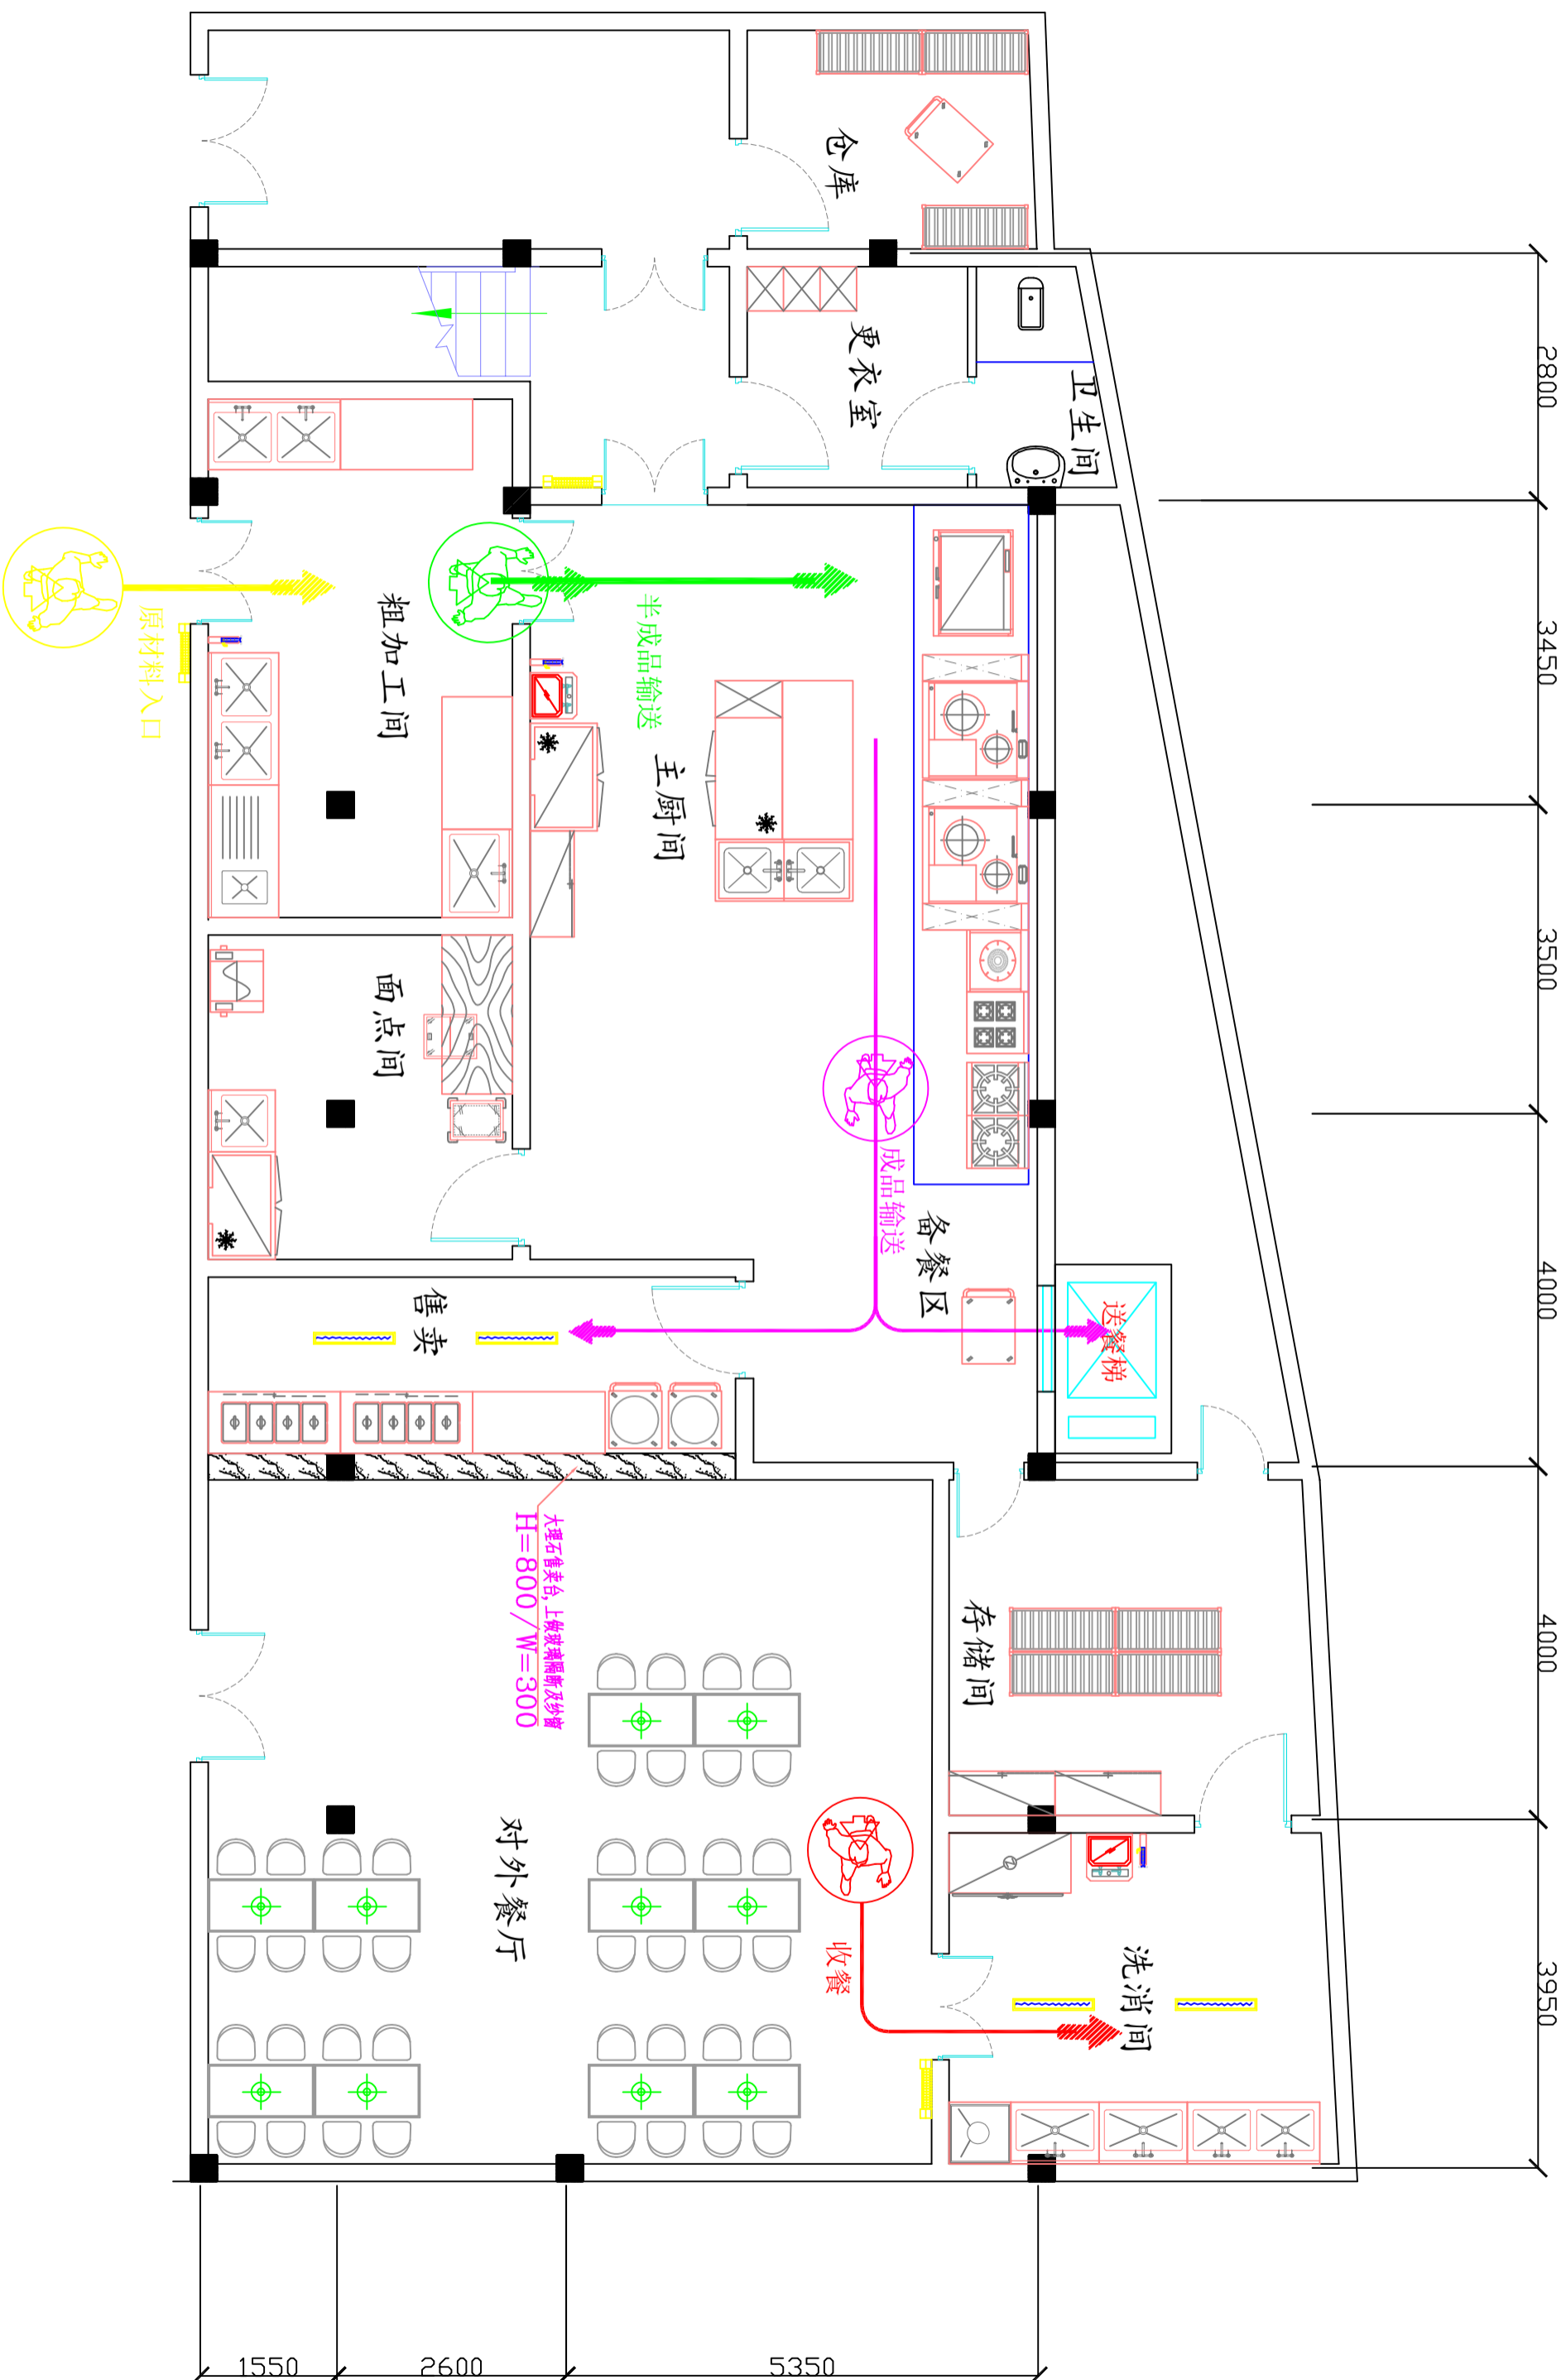 仓库
更衣室
卫生间
粗加工间
原材料入口
半成品输送
主厨间
面点间
成品输送
备餐区
送餐梯
售卖
大理石售卖台,上做玻璃隔断及纱窗
H=800/W=300
存储间
对外餐厅
收餐
洗消间
2800
3450
3500
4000
4000
3950
1550
2600
5350